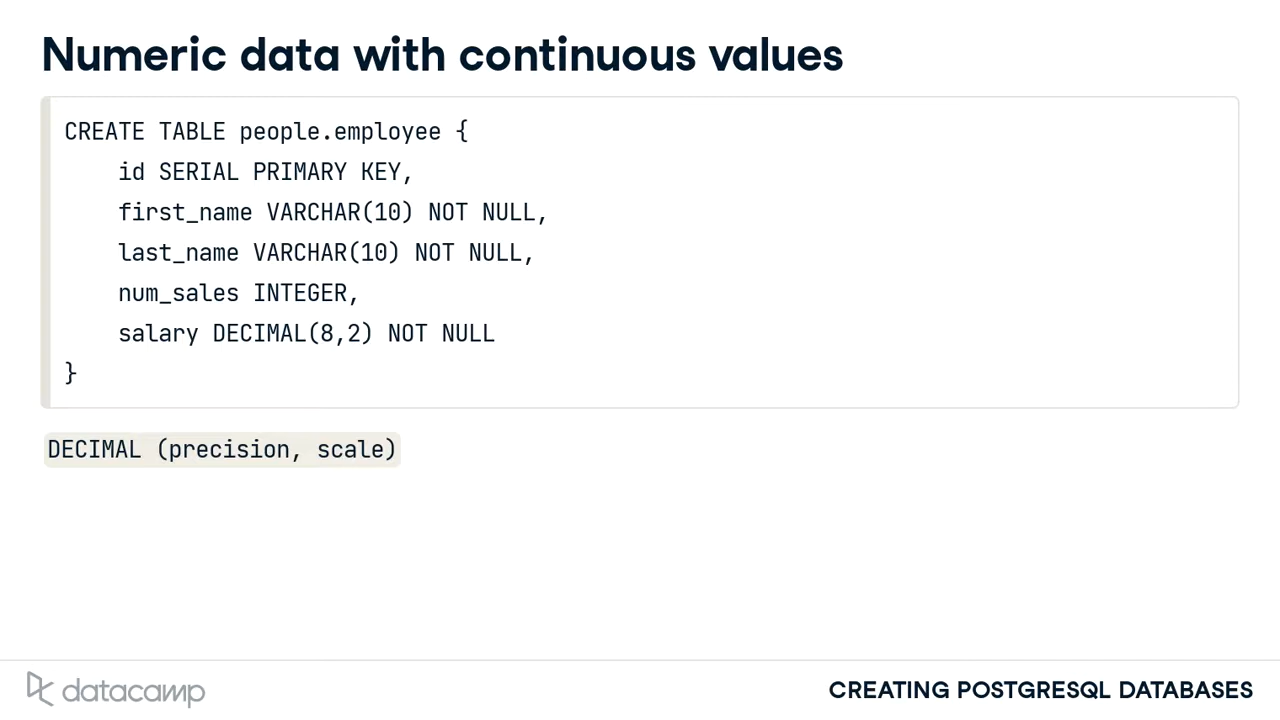 Numeric data with continuous values
CREATE TABLE people.employee {
    id SERIAL PRIMARY KEY,
    first_name VARCHAR(10) NOT NULL,
    last_name VARCHAR(10) NOT NULL,
    num_sales INTEGER,
    salary DECIMAL(8,2) NOT NULL
}
DECIMAL (precision, scale)
datacamp
CREATING POSTGRESQL DATABASES